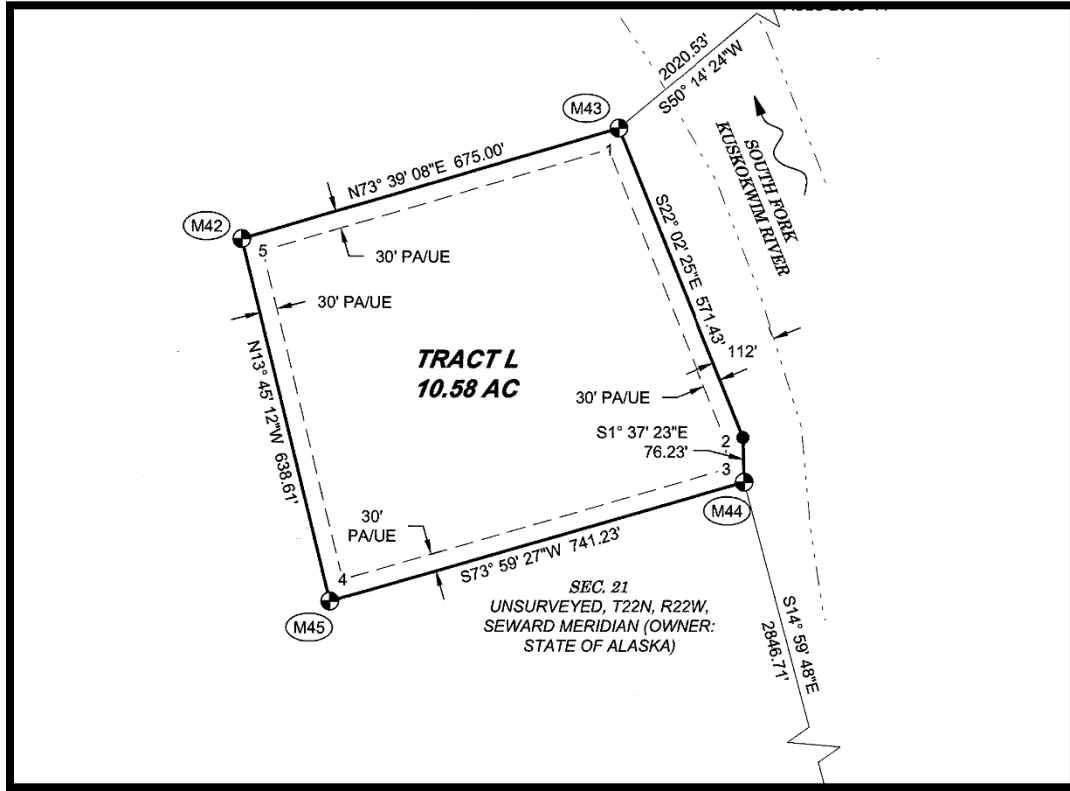 2020.53'
S50° 14' 24"W
M43
1
N73° 39' 08"E 675.00'
SOUTH FORK
KUSKOKWIM RIVER
M42
5
30' PA/UE
S22° 02' 25"E 571.43'
30' PA/UE
N13° 45' 12"W 638.61'
TRACT L
10.58 AC
112'
30' PA/UE
S1° 37' 23"E
76.23'
2
3
M44
30'
PA/UE
S73° 59' 27"W 741.23'
4
M45
SEC. 21
UNSURVEYED, T22N, R22W,
SEWARD MERIDIAN (OWNER:
STATE OF ALASKA)
S14° 59' 48"E
2846.71'